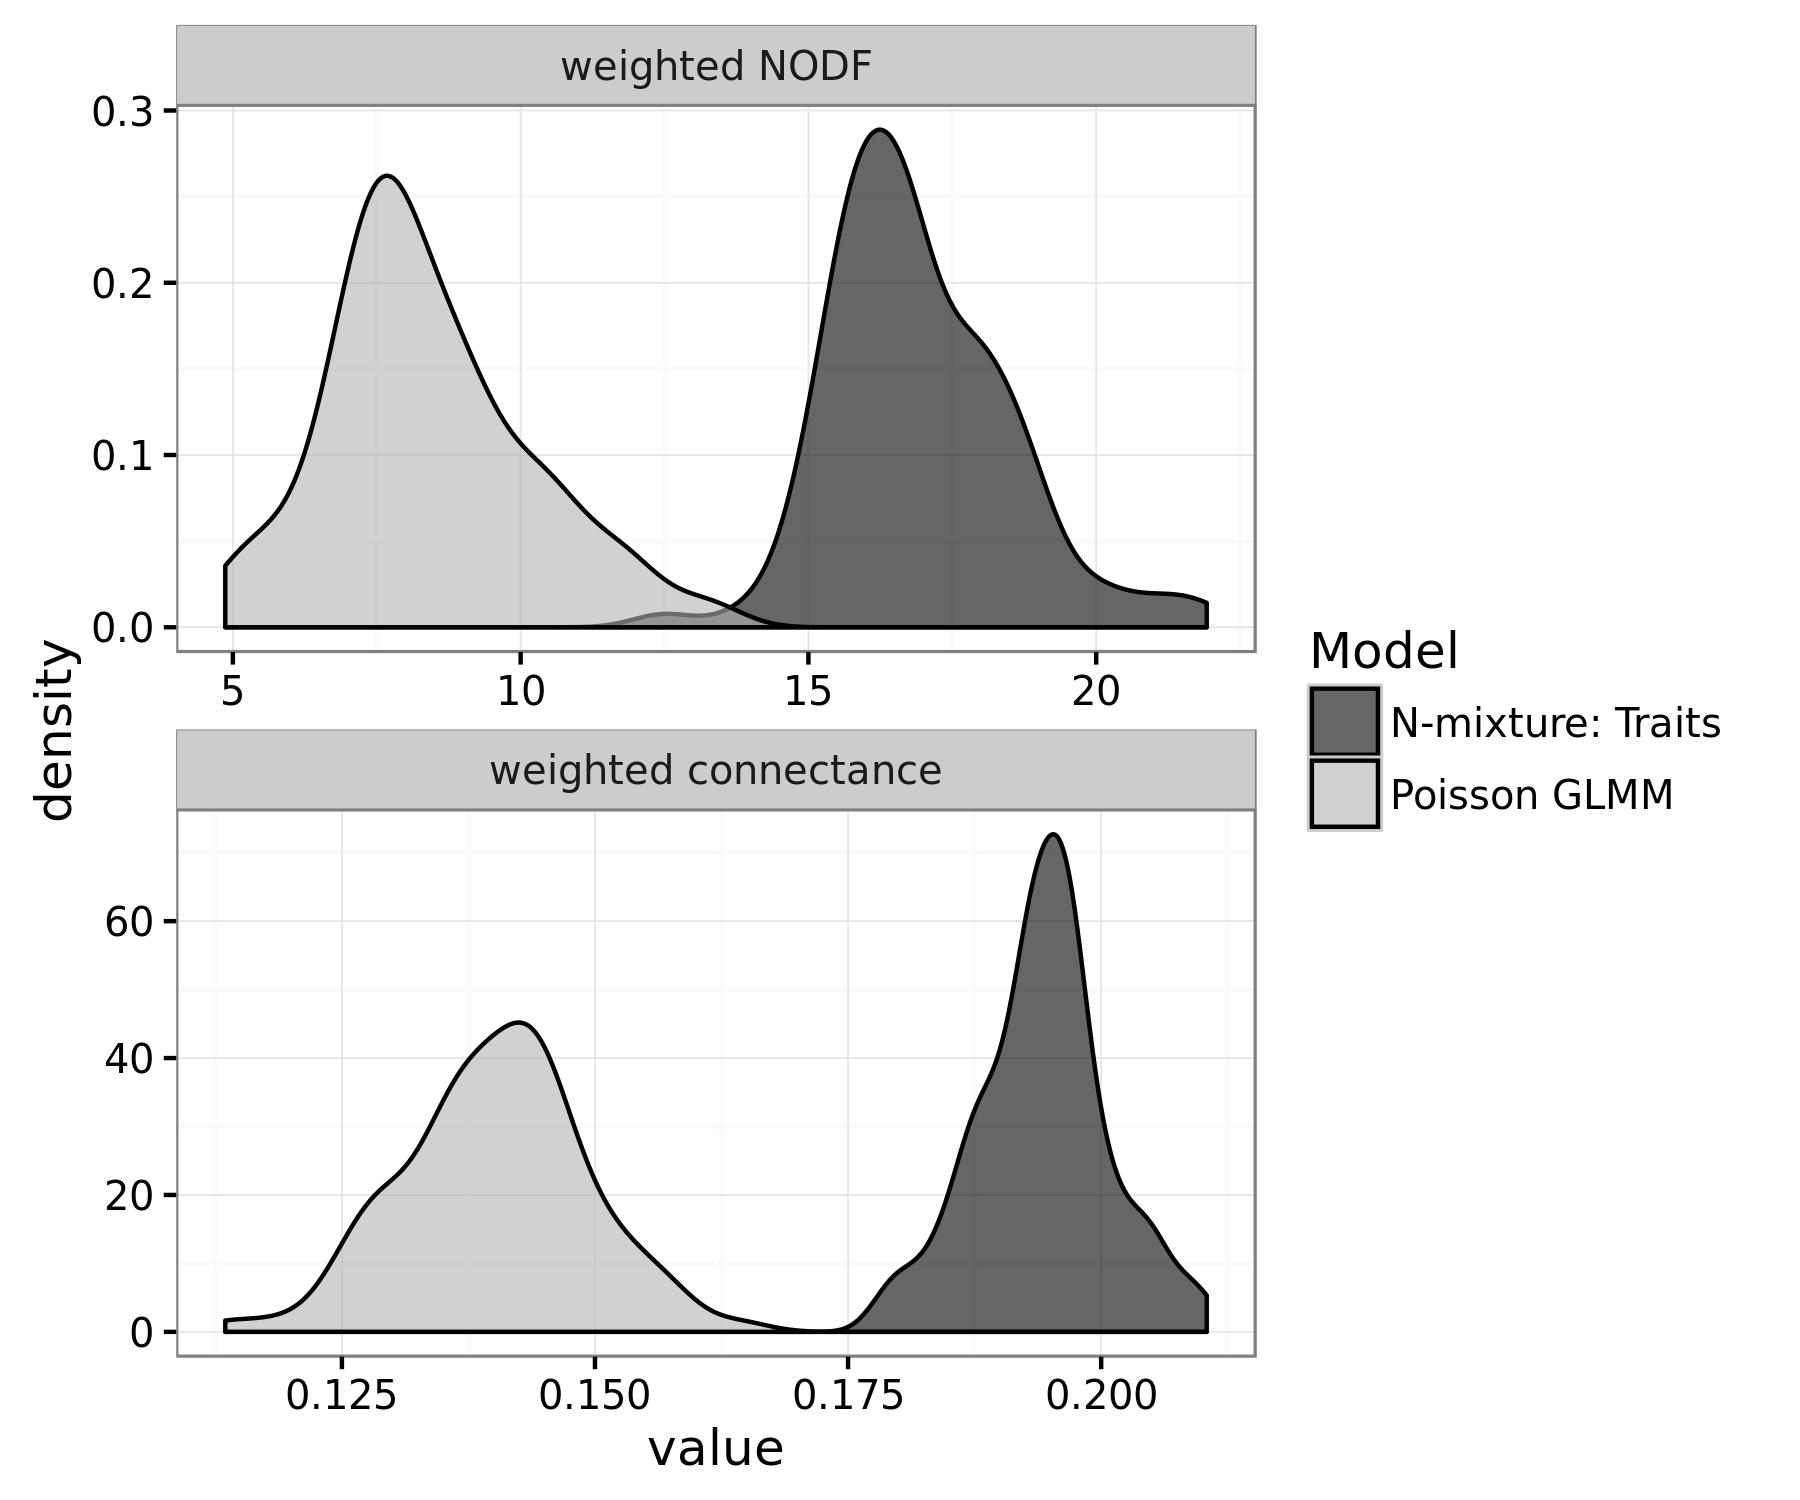 weighted NODF
0.3
0.2
0.1
0.0
5 10 15 20
density
weighted connectance
60
40
20
0
0.125 0.150 0.175 0.200
value
Model
N-mixture: Traits
Poisson GLMM